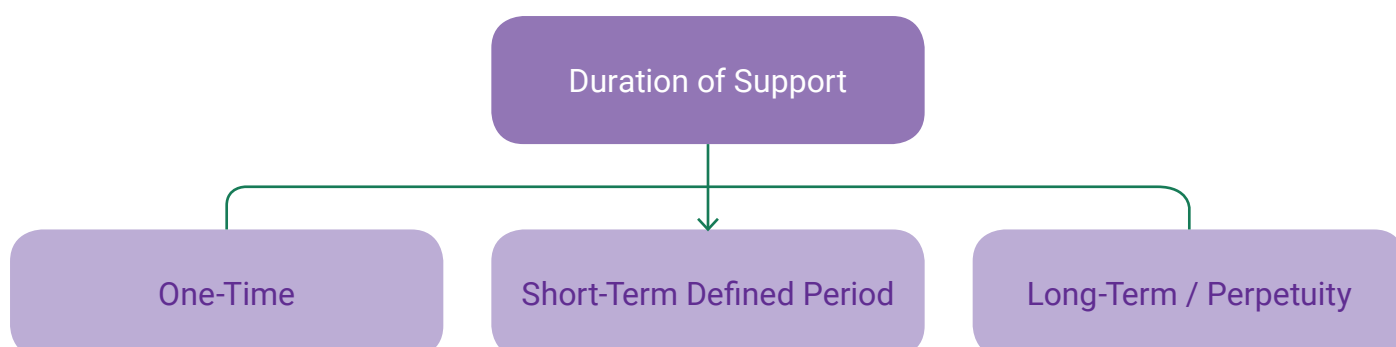 Duration of Support
One-Time
Short-Term Defined Period
Long-Term / Perpetuity